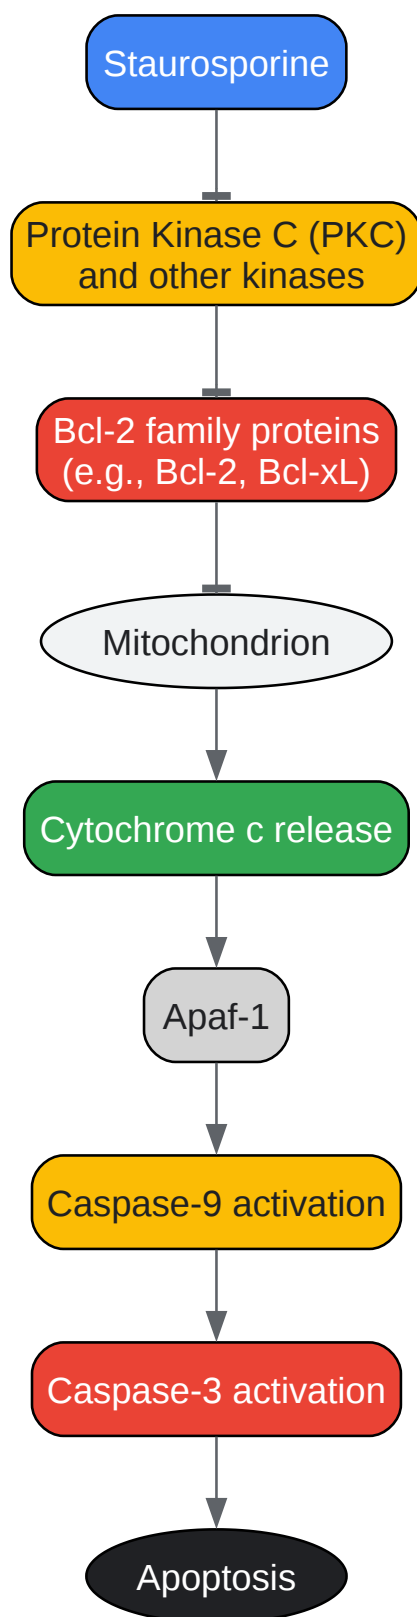 Staurosporine
Protein Kinase C (PKC)
and other kinases
Bcl-2 family proteins
(e.g., Bcl-2, Bcl-xL)
Mitochondrion
Cytochrome c release
Apaf-1
Caspase-9 activation
Caspase-3 activation
Apoptosis